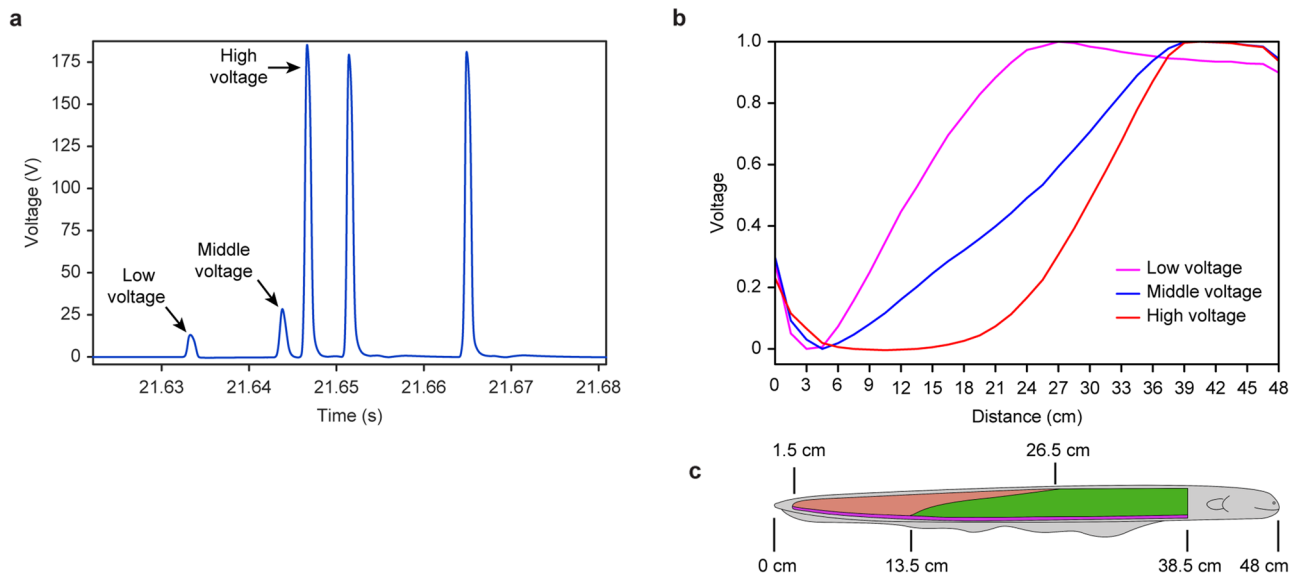 a
175
150
125
100
75
50
25
0
Voltage (V)
High
voltage
Middle
voltage
Low
voltage
21.63 21.64 21.65 21.66 21.67 21.68
Time (s)
b
1.0
0.8
0.6
0.4
0.2
0
Voltage
Low voltage
Middle voltage
High voltage
0 3 6 9 12 15 18 21 24 27 30 33 36 39 42 45 48
Distance (cm)
c
1.5 cm 26.5 cm
0 cm 13.5 cm 38.5 cm 48 cm